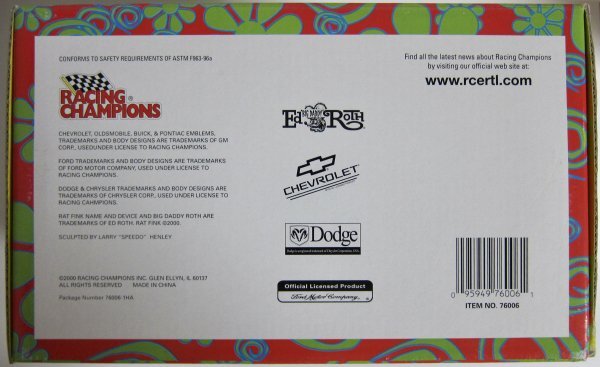 CONFORMS TO SAFETY REQUIREMENTS OF ASTM F963-96a
RACING
CHAMPIONS®
CHEVROLET, OLDSMOBILE, BUICK, & PONTIAC EMBLEMS,
TRADEMARKS AND BODY DESIGNS ARE TRADEMARKS OF GM
CORP., USEDUNDER LICENSE TO RACING CHAMPIONS.
FORD TRADEMARKS AND BODY DESIGNS ARE TRADEMARKS
OF FORD MOTOR COMPANY, USED UNDER LICENSE TO
RACING CHAMPIONS.
DODGE & CHRYSLER TRADEMARKS AND BODY DESIGNS ARE
TRADEMARKS OF CHRYSLER CORP., USED UNDER LICENSE TO
RACING CAHMPIONS.
RAT FINK NAME AND DEVICE AND BIG DADDY ROTH ARE
TRADEMARKS OF ED ROTH. RAT FINK ©2000.
SCULPTED BY LARRY "SPEEDO" HENLEY
©2000 RACING CHAMPIONS INC. GLEN ELLYN, IL 60137
ALL RIGHTS RESERVED MADE IN CHINA
Package Number 76006 1HA
Ed "BIG DADDY" Roth
CHEVROLET
Dodge
Official Licensed Product
Ford Motor Company
Find all the latest news about Racing Champions
by visiting our official web site at:
www.rcertl.com
0 95949 76006 1
ITEM NO. 76006